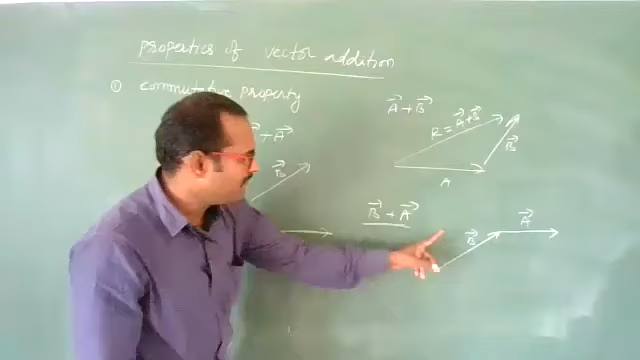 properties of vector addition
① commutative property
+ A⃗
B⃗
A⃗ + B⃗
R = A⃗+B⃗
B⃗
A
B⃗ + A⃗
B⃗
A⃗